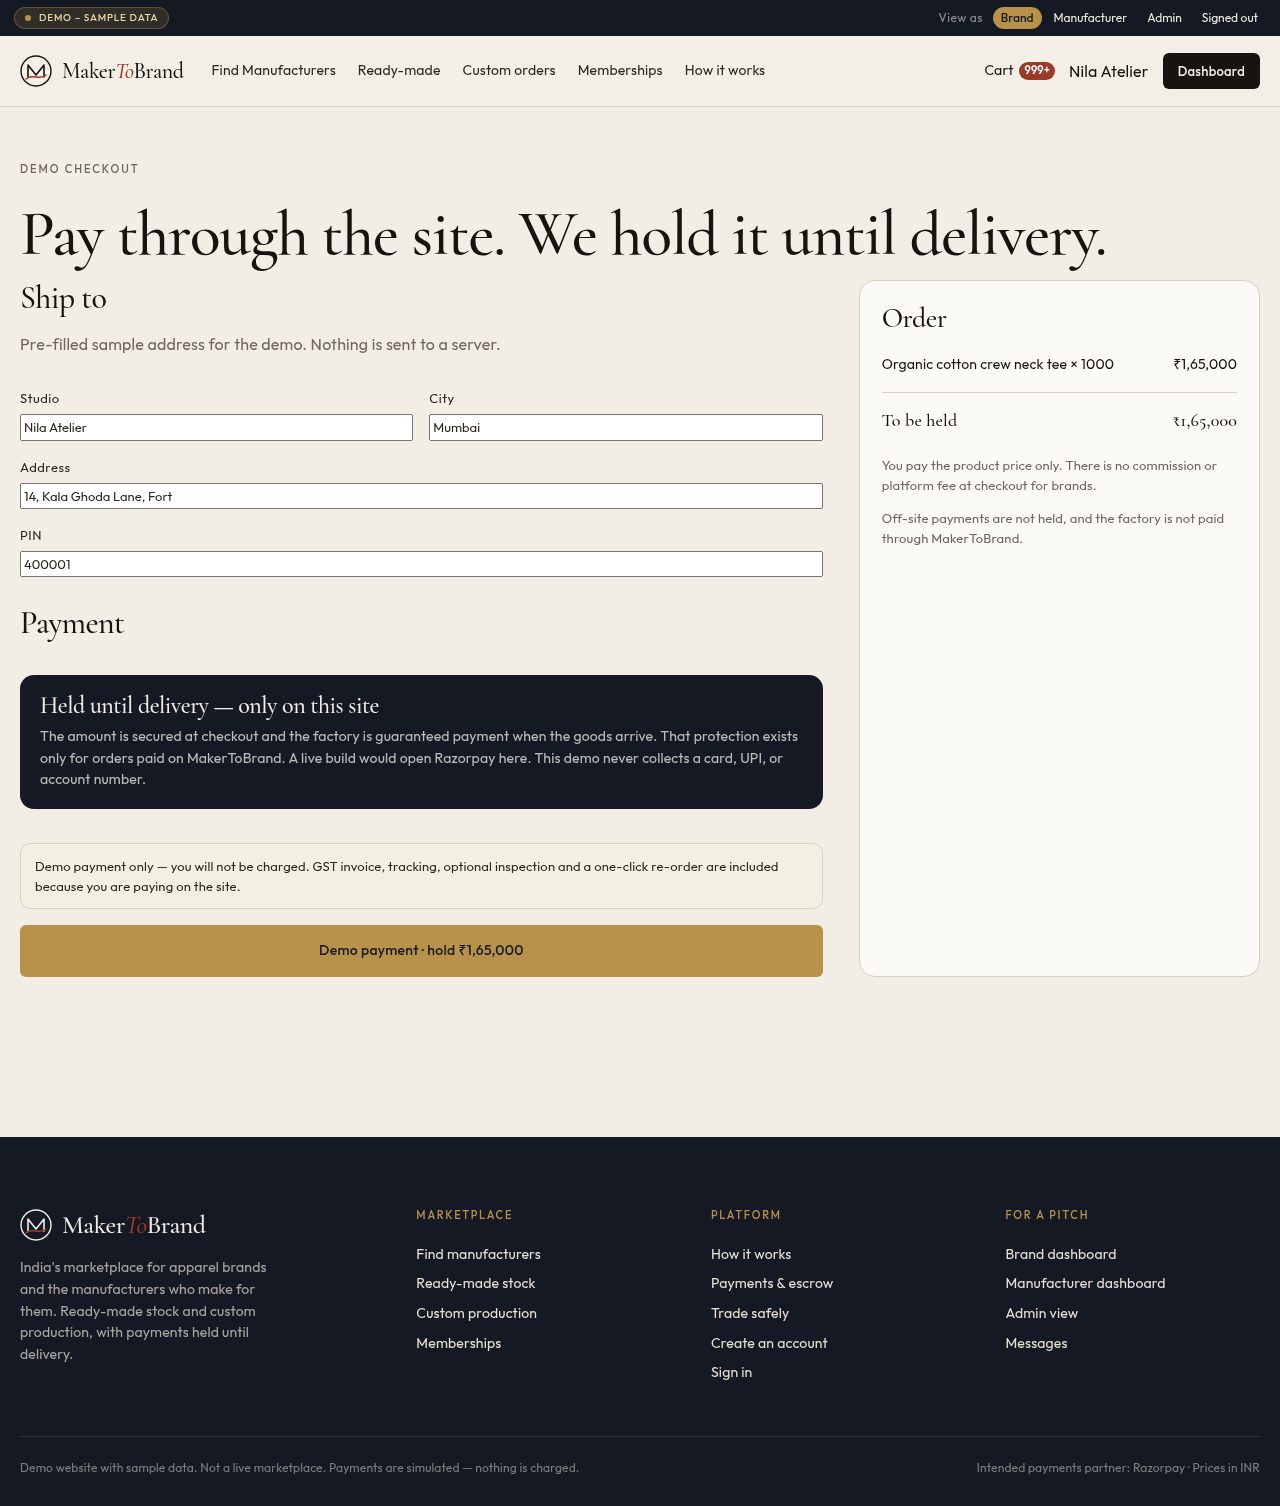 DEMO – SAMPLE DATA
View as Brand Manufacturer Admin Signed out
MakerToBrand Find Manufacturers Ready-made Custom orders Memberships How it works Cart 999+ Nila Atelier Dashboard
DEMO CHECKOUT
Pay through the site. We hold it until delivery.
Ship to
Pre-filled sample address for the demo. Nothing is sent to a server.
Studio
Nila Atelier
City
Mumbai
Address
14, Kala Ghoda Lane, Fort
PIN
400001
Payment
Held until delivery — only on this site
The amount is secured at checkout and the factory is guaranteed payment when the goods arrive. That protection exists
only for orders paid on MakerToBrand. A live build would open Razorpay here. This demo never collects a card, UPI, or
account number.
Demo payment only — you will not be charged. GST invoice, tracking, optional inspection and a one-click re-order are included
because you are paying on the site.
Demo payment · hold ₹1,65,000
Order
Organic cotton crew neck tee × 1000 ₹1,65,000
To be held ₹1,65,000
You pay the product price only. There is no commission or
platform fee at checkout for brands.
Off-site payments are not held, and the factory is not paid
through MakerToBrand.
MakerToBrand
India's marketplace for apparel brands
and the manufacturers who make for
them. Ready-made stock and custom
production, with payments held until
delivery.
MARKETPLACE
Find manufacturers
Ready-made stock
Custom production
Memberships
PLATFORM
How it works
Payments & escrow
Trade safely
Create an account
Sign in
FOR A PITCH
Brand dashboard
Manufacturer dashboard
Admin view
Messages
Demo website with sample data. Not a live marketplace. Payments are simulated — nothing is charged.
Intended payments partner: Razorpay · Prices in INR